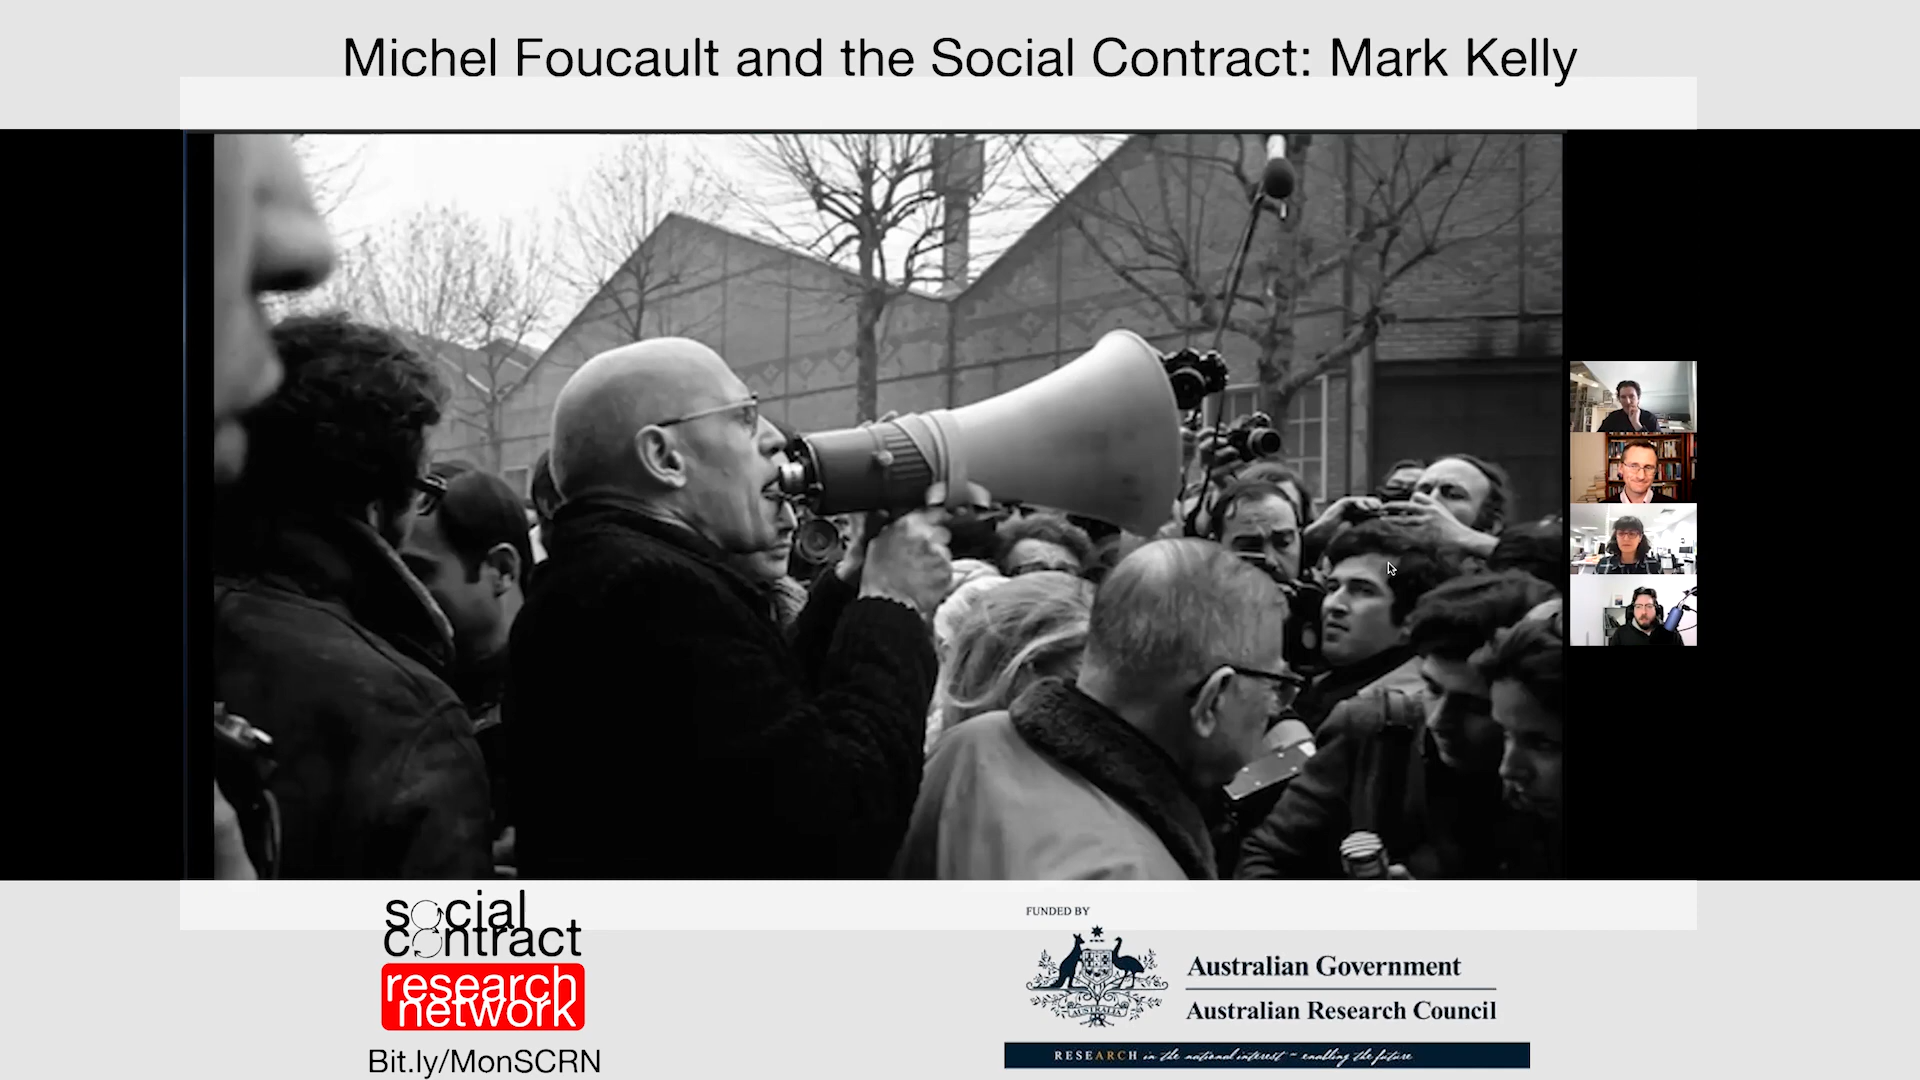 Michel Foucault and the Social Contract: Mark Kelly
social
contract
research
network
Bit.ly/MonSCRN
FUNDED BY
AUSTRALIA
Australian Government
Australian Research Council
RESEARCH in the national interest ~ enabling the future